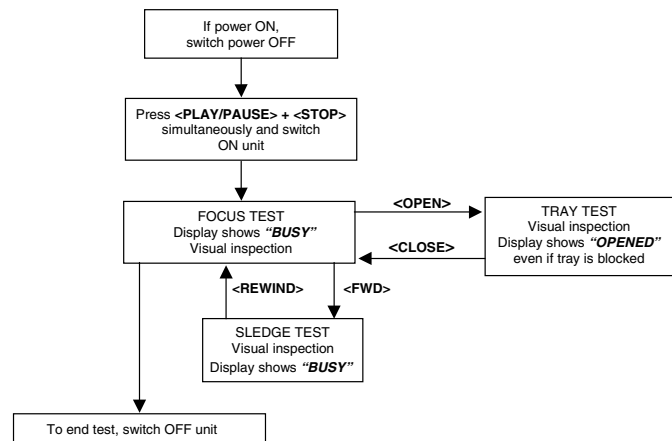 If power ON,
switch power OFF
Press <PLAY/PAUSE> + <STOP>
simultaneously and switch
ON unit
FOCUS TEST
Display shows "BUSY"
Visual inspection
<OPEN>
<CLOSE>
TRAY TEST
Visual inspection
Display shows "OPENED"
even if tray is blocked
<REWIND>
<FWD>
SLEDGE TEST
Visual inspection
Display shows "BUSY"
To end test, switch OFF unit